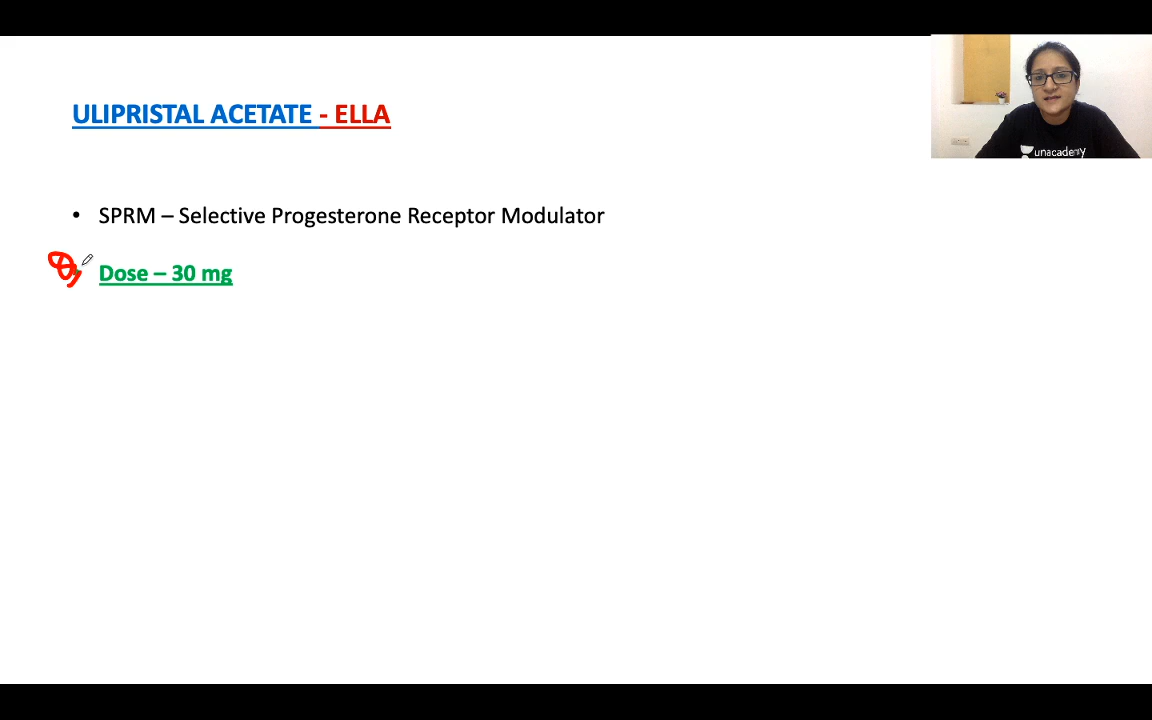 ULIPRISTAL ACETATE - ELLA
unacademy
• SPRM – Selective Progesterone Receptor Modulator
Dose – 30 mg